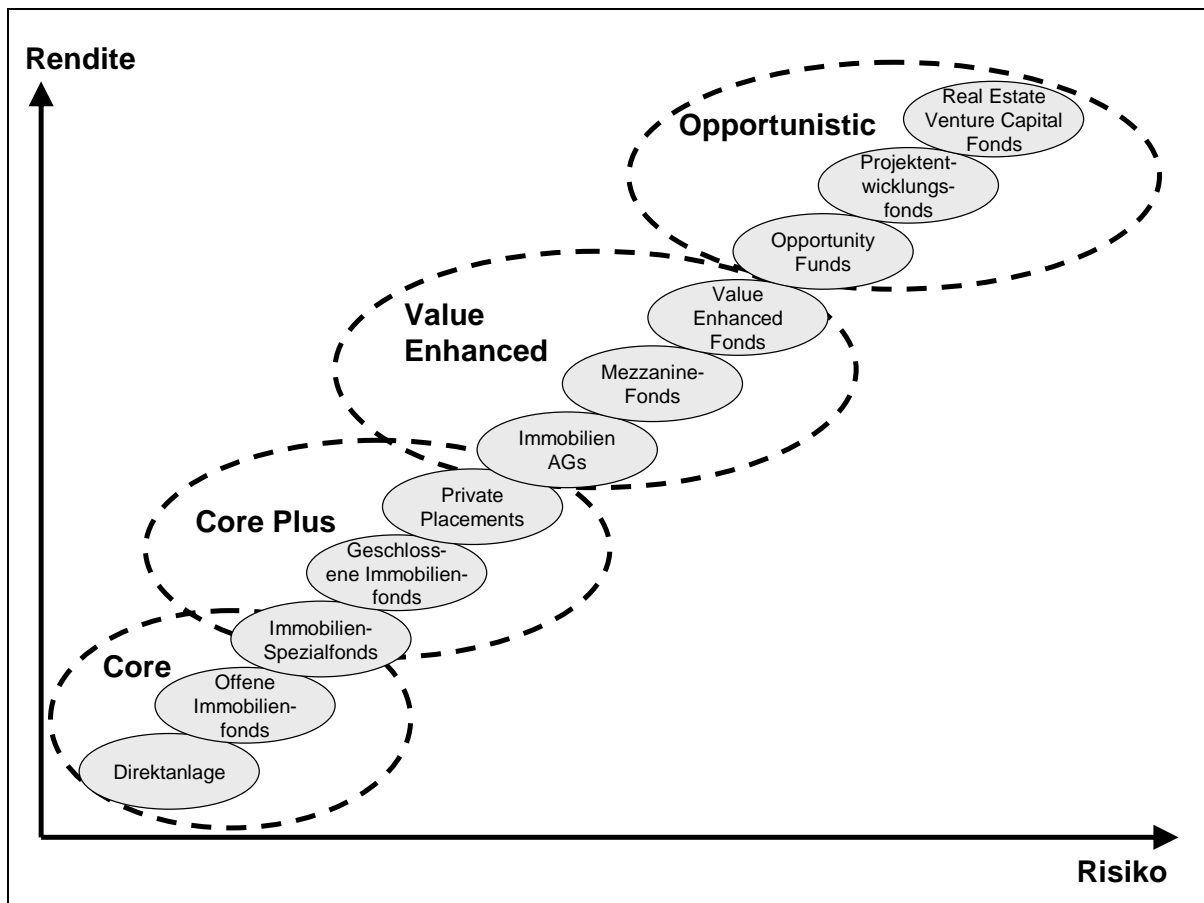 Rendite
Opportunistic
Real Estate
Venture Capital
Fonds
Projektent-
wicklungs-
fonds
Opportunity
Funds
Value
Enhanced
Value
Enhanced
Fonds
Mezzanine-
Fonds
Immobilien
AGs
Core Plus
Private
Placements
Geschloss-
ene Immobilien-
fonds
Immobilien-
Spezialfonds
Core
Offene
Immobilien-
fonds
Direktanlage
Risiko